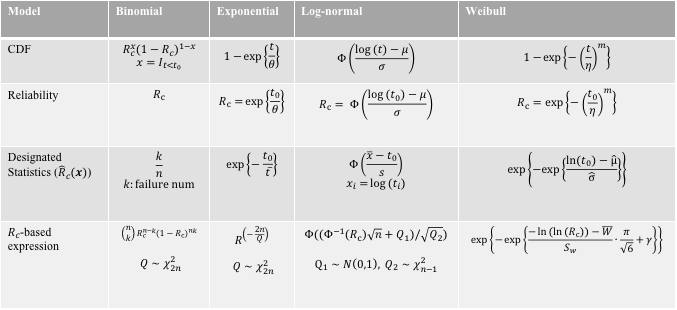 Model Binomial Exponential Log-normal Weibull
CDF
R_c^x(1 − R_c)^{1−x}
x = I_{t<t_0}
1 − exp{t/θ}
Φ((log (t) − μ)/σ)
1 − exp{−(t/η)^m}
Reliability
R_c
R_c = exp{t_0/θ}
R_c = Φ((log (t_0) − μ)/σ)
R_c = exp{−(t_0/η)^m}
Designated
Statistics (R̂_c(x))
k/n
k: failure num
exp{−t_0/t̄}
Φ((x̄ − t_0)/s)
x_i = log (t_i)
exp{−exp{(ln(t_0) − μ̂)/σ̂}}
R_c-based
expression
(n k) R_c^{n−k}(1 − R_c)^{nk}
Q ~ χ²_{2n}
R^{(−2n/Q)}
Q ~ χ²_{2n}
Φ((Φ^{−1}(R_c)√n + Q_1)/√Q_2)
Q_1 ~ N(0,1), Q_2 ~ χ²_{n−1}
exp{−exp{(−ln (ln (R_c)) − W̅)/S_w · π/√6 + γ}}